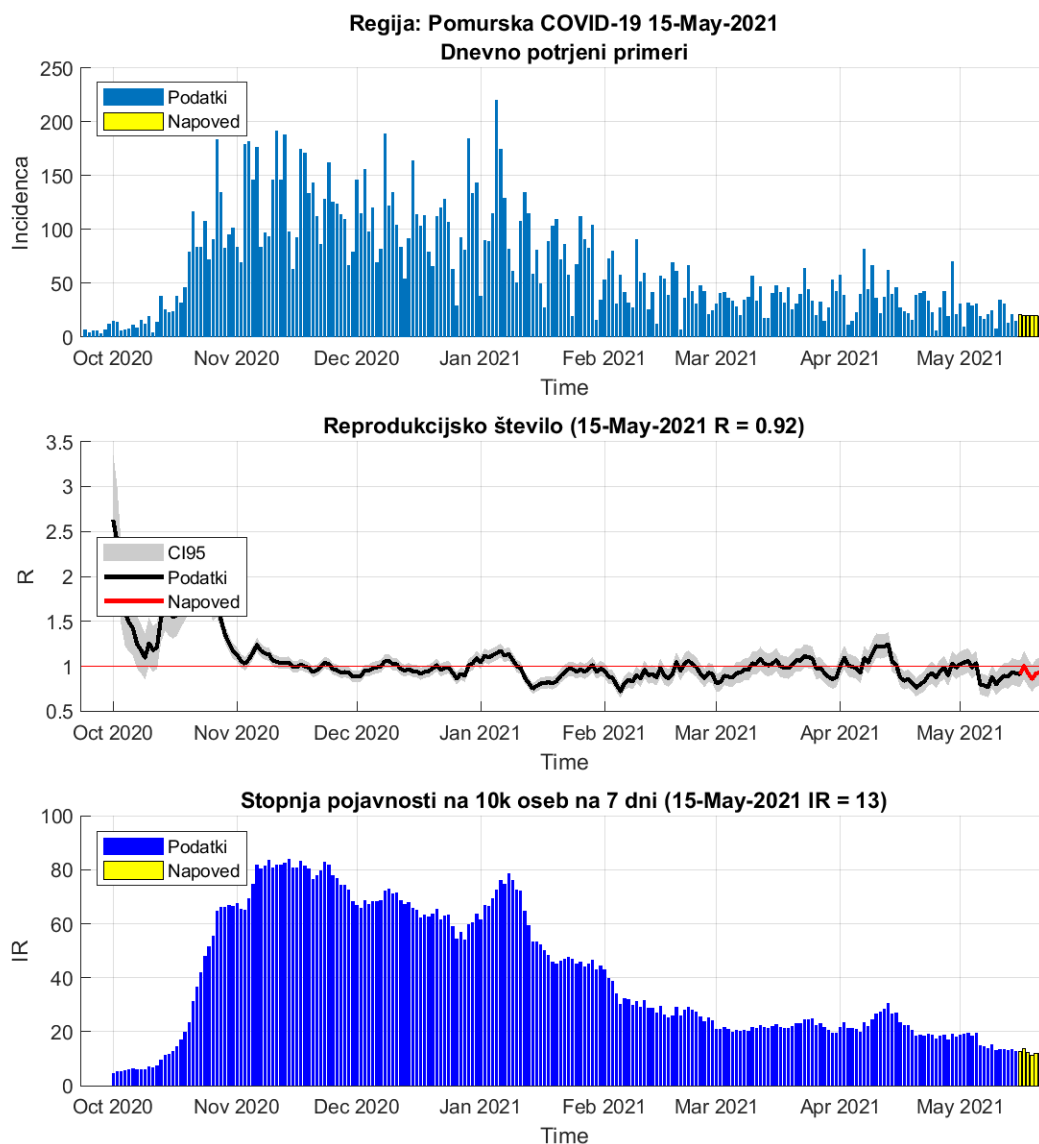 Regija: Pomurska COVID-19 15-May-2021
Dnevno potrjeni primeri
250
200
150
100
50
0
Incidenca
Podatki
Napoved
Oct 2020 Nov 2020 Dec 2020 Jan 2021 Feb 2021 Mar 2021 Apr 2021 May 2021
Time
Reprodukcijsko število (15-May-2021 R = 0.92)
3.5
3
2.5
2
1.5
1
0.5
R
CI95
Podatki
Napoved
Oct 2020 Nov 2020 Dec 2020 Jan 2021 Feb 2021 Mar 2021 Apr 2021 May 2021
Time
Stopnja pojavnosti na 10k oseb na 7 dni (15-May-2021 IR = 13)
100
80
60
40
20
0
IR
Podatki
Napoved
Oct 2020 Nov 2020 Dec 2020 Jan 2021 Feb 2021 Mar 2021 Apr 2021 May 2021
Time